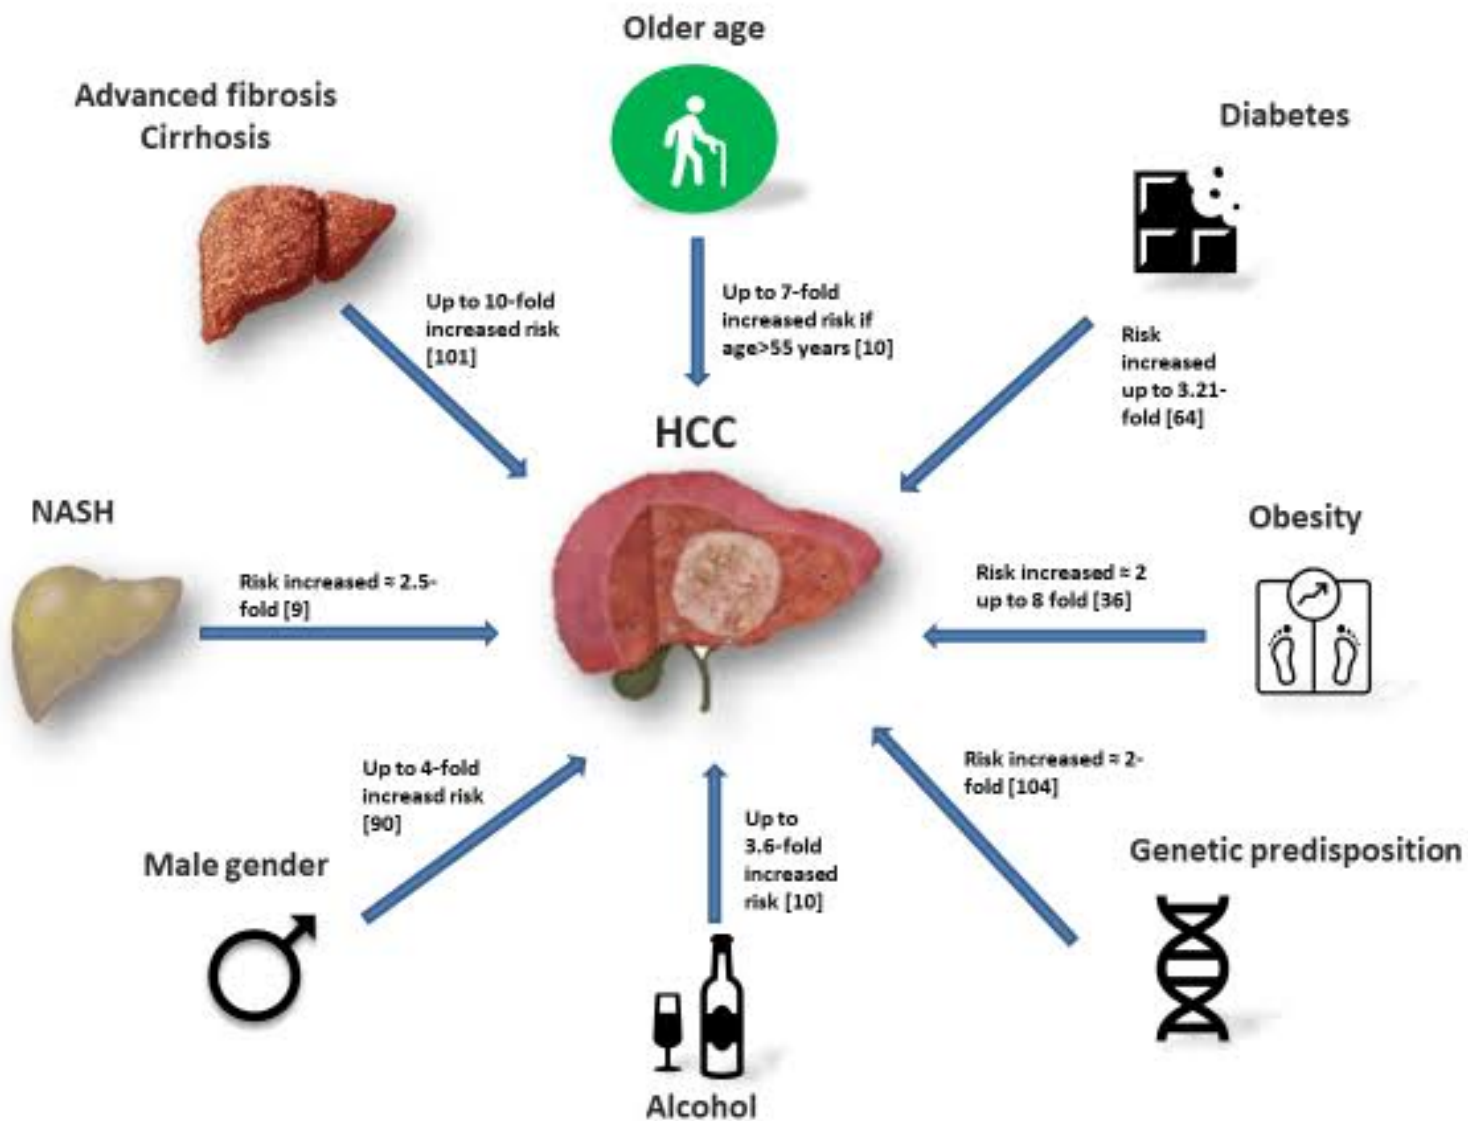 Older age
Advanced fibrosis
Cirrhosis
Diabetes
Up to 10-fold
increased risk
[101]
Up to 7-fold
increased risk if
age>55 years [10]
Risk
increased
up to 3.21-
fold [64]
HCC
NASH
Obesity
Risk increased ≈ 2.5-
fold [9]
Risk increased ≈ 2
up to 8 fold [36]
Up to 4-fold
increasd risk
[90]
Risk increased ≈ 2-
fold [104]
Up to
3.6-fold
increased
risk [10]
Male gender
Genetic predisposition
Alcohol